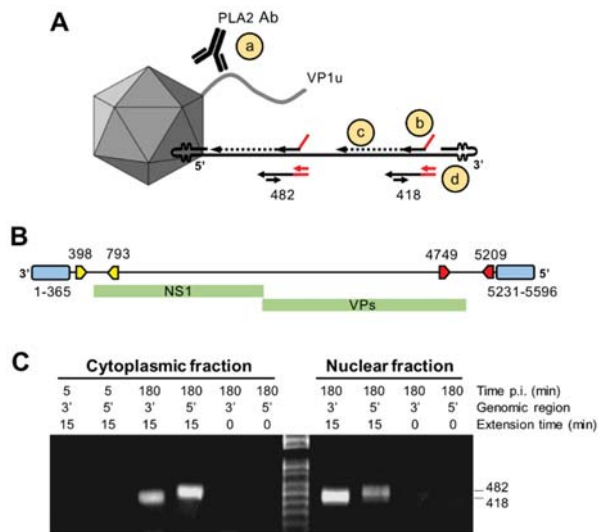 A
PLA2 Ab
a
VP1u
c
b
5'
3'
d
482
418
B
398
793
4749
5209
3'
5'
1-365
NS1
5231-5596
VPs
C
Cytoplasmic fraction
Nuclear fraction
5 5 180 180 180 180 180 180 180 180 Time p.i. (min)
3' 5' 3' 5' 3' 5' 3' 5' 3' 5' Genomic region
15 15 15 15 0 0 15 15 0 0 Extension time (min)
482
418